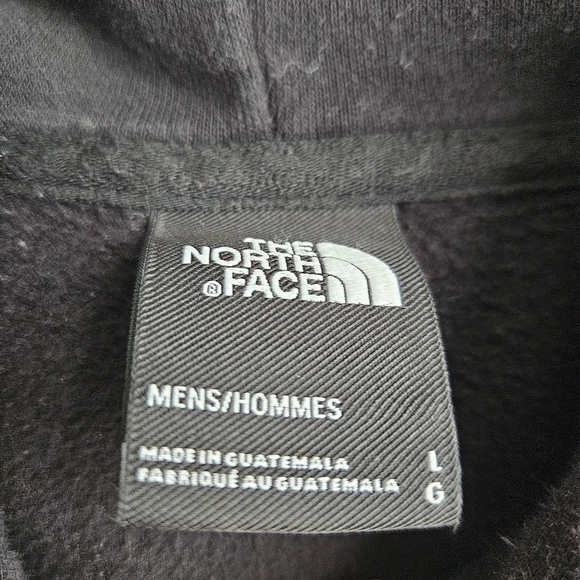 THE
NORTH
®FACE
MENS/HOMMES
MADE IN GUATEMALA L
FABRIQUÉ AU GUATEMALA G